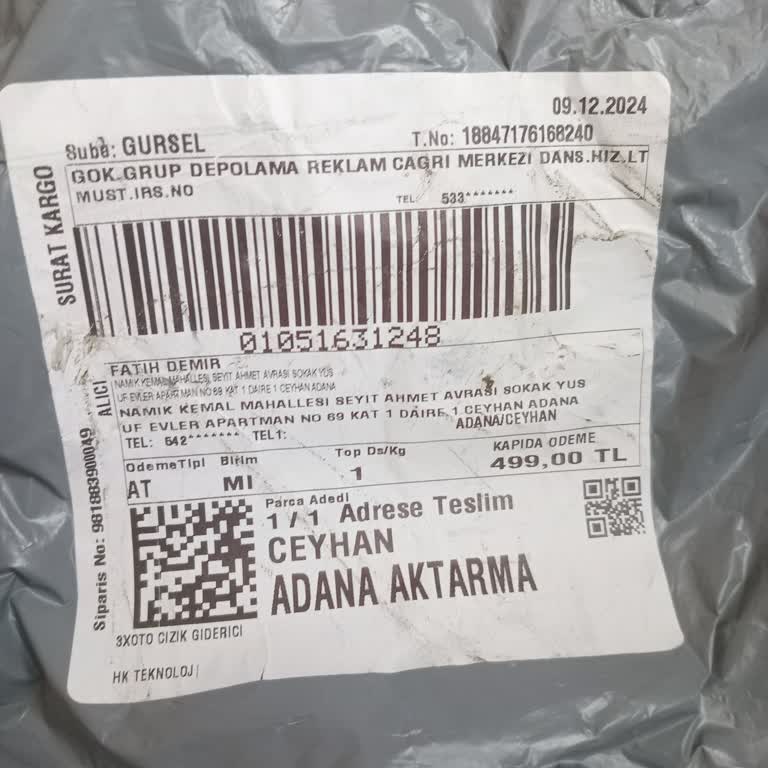 09.12.2024
Sube: GURSEL
T.No: 18847176168240
GOK GRUP DEPOLAMA REKLAM CAGRI MERKEZI DANS.HIZ.LT
MUST.IRS.NO
TEL: 533*******
SURAT KARGO
01051631248
ALICI
FATIH DEMIR
NAMIK KEMAL MAHALLESI SEYIT AHMET AVRASI SOKAK YUS
UF EVLER APARTMAN NO 69 KAT 1 DAIRE 1 CEYHAN ADANA
NAMIK KEMAL MAHALLESI SEYIT AHMET AVRASI SOKAK YUS
UF EVLER APARTMAN NO 69 KAT 1 DAIRE 1 CEYHAN ADANA
ADANA/CEYHAN
TEL: 542******* TEL1:
Siparis No: 981883900049
OdemeTipi Birim Top Ds/Kg KAPIDA ODEME
AT MI 1 499,00 TL
Parca Adedi
1 / 1 Adrese Teslim
CEYHAN
ADANA AKTARMA
3XOTO CIZIK GIDERICI
HK TEKNOLOJI